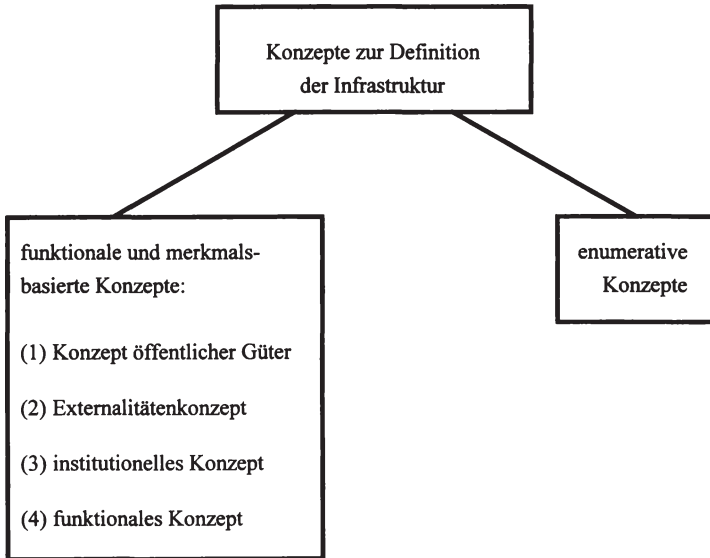 Konzepte zur Definition
der Infrastruktur
funktionale und merkmals-
basierte Konzepte:
(1) Konzept öffentlicher Güter
(2) Externalitätenkonzept
(3) institutionelles Konzept
(4) funktionales Konzept
enumerative
Konzepte